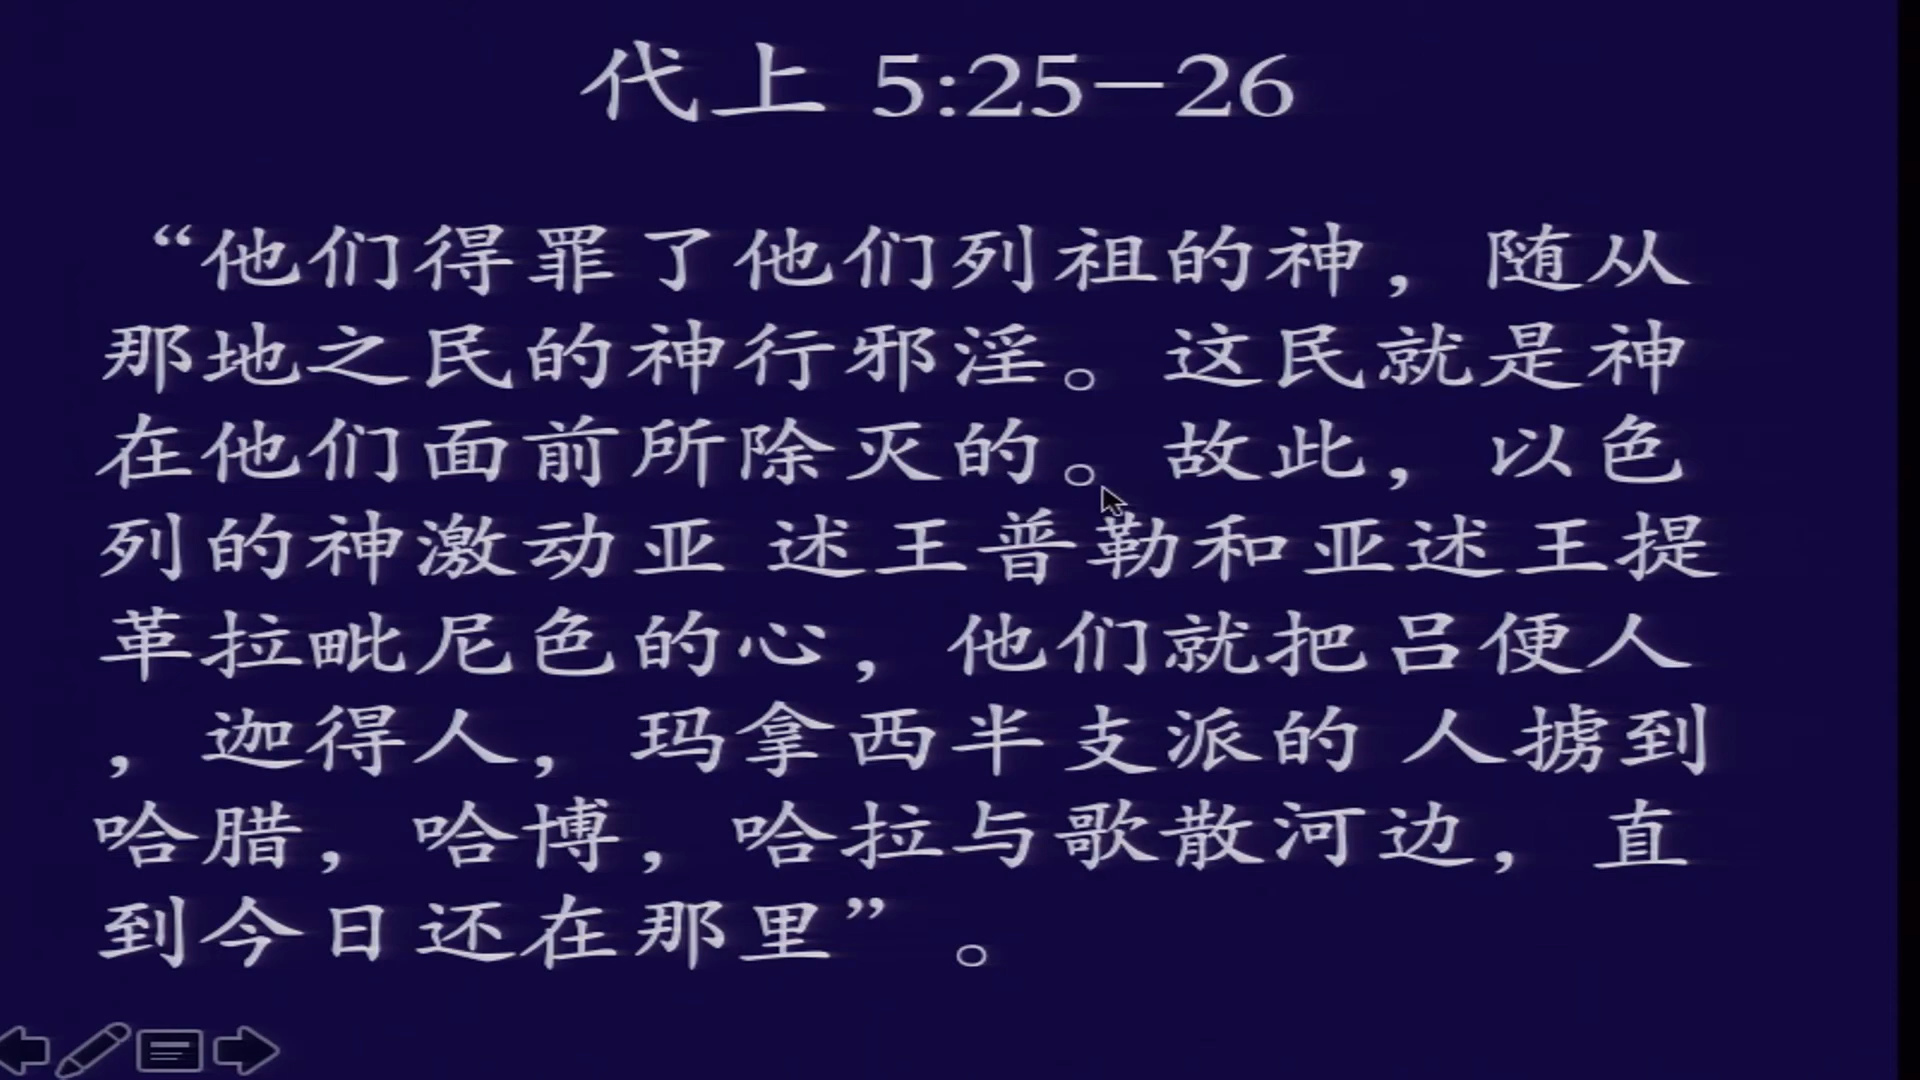 代上 5:25—26
“他们得罪了他们列祖的神，随从
那地之民的神行邪淫。这民就是神
在他们面前所除灭的。故此，以色
列的神激动亚 述王普勒和亚述王提
革拉毗尼色的心，他们就把吕便人
，迦得人，玛拿西半支派的 人掳到
哈腊，哈博，哈拉与歌散河边，直
到今日还在那里”。